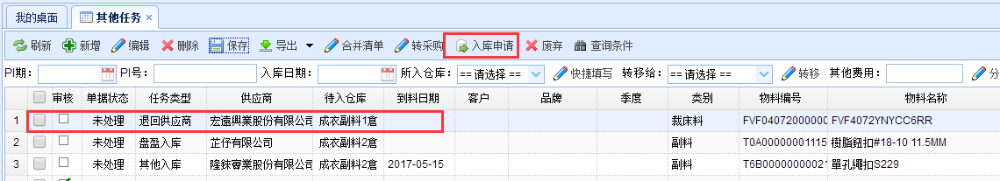 我的桌面 其他任务 ×
刷新 新增 编辑 删除 保存 导出 合并清单 转采购 入库申请 废弃 查询条件
PI期: PI号: 入库日期: 所入仓库: ==请选择 == 快捷填写 转移给: ==请选择 == 转移 其他费用: 分
审核 单据状态 任务类型 供应商 待入仓库 到料日期 客户 品牌 季度 类别 物料编号 物料名称
1 未处理 退回供应商 宏遠興業股份有限公司 成衣副料1倉 裁床料 FVF04072000000 FVF4072YNYCC6RR
2 未处理 盘盈入库 芷仔有限公司 成衣副料2倉 副料 T0A00000001115 樹脂鈕扣#18-10 11.5MM
3 未处理 其他入库 隆錸實業股份有限公司 成衣副料2倉 2017-05-15 副料 T6B00000000021 單孔繩扣S229